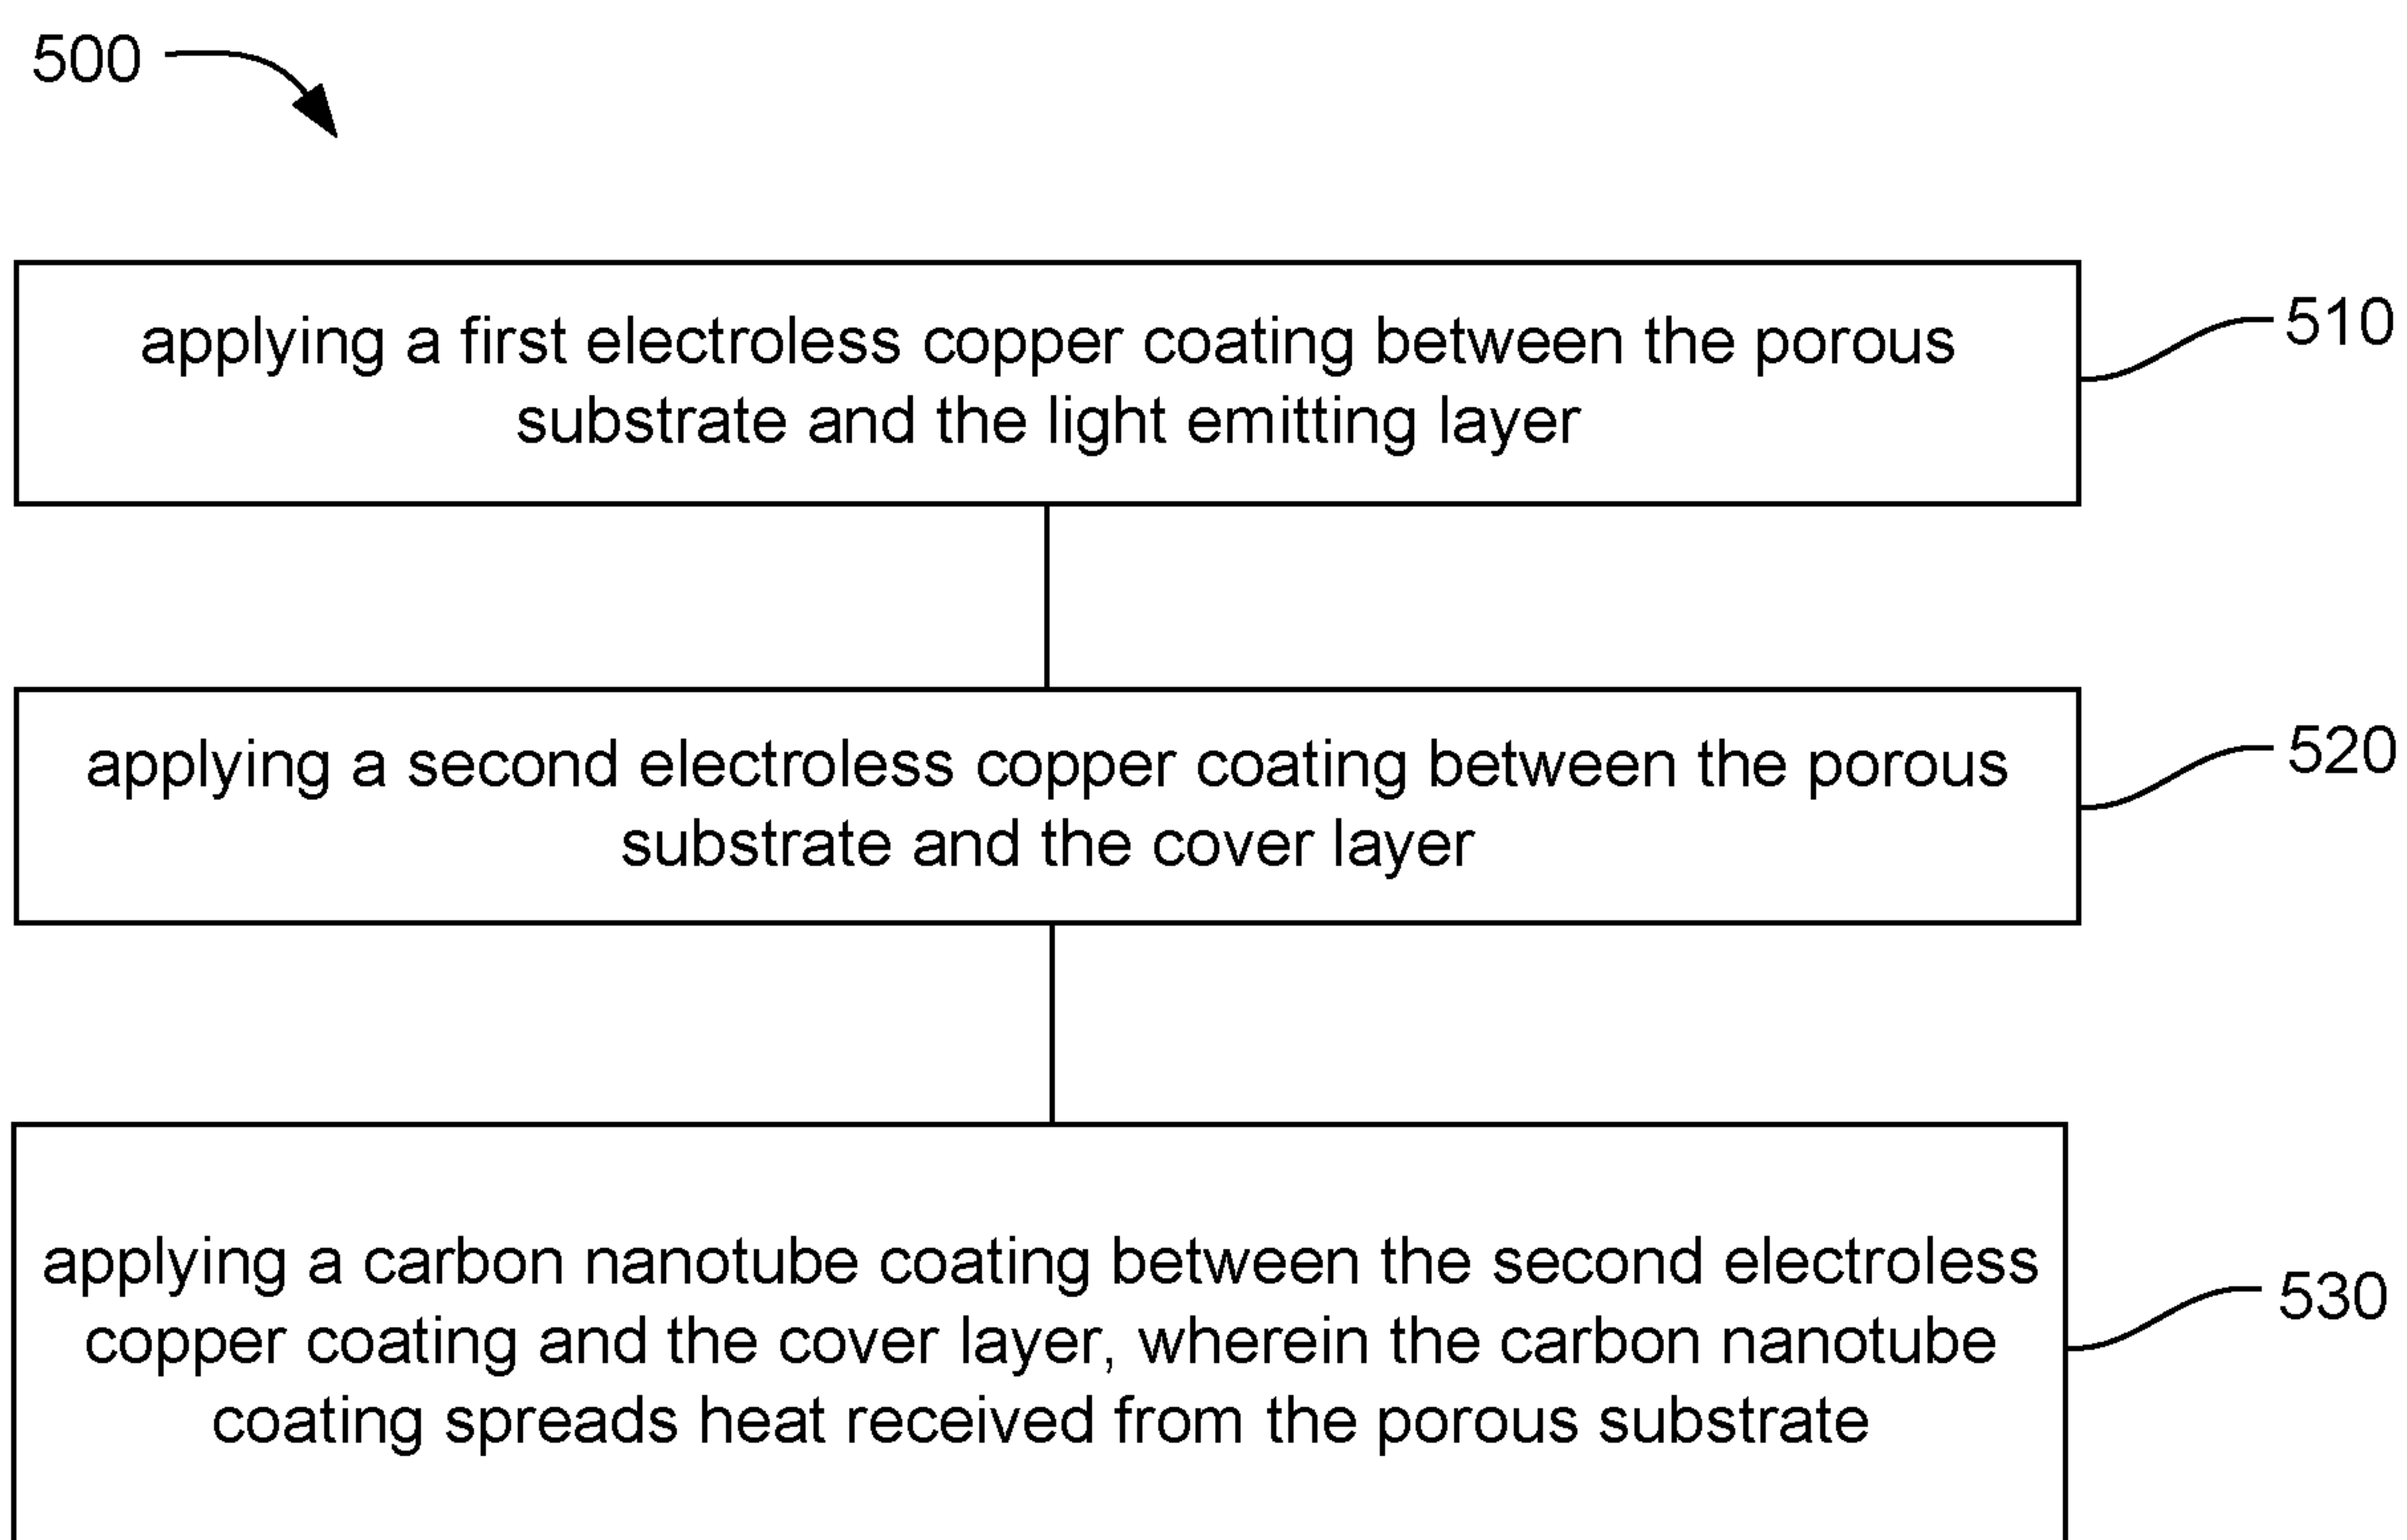 500
applying a first electroless copper coating between the porous
substrate and the light emitting layer
510
applying a second electroless copper coating between the porous
substrate and the cover layer
520
applying a carbon nanotube coating between the second electroless
copper coating and the cover layer, wherein the carbon nanotube
coating spreads heat received from the porous substrate
530